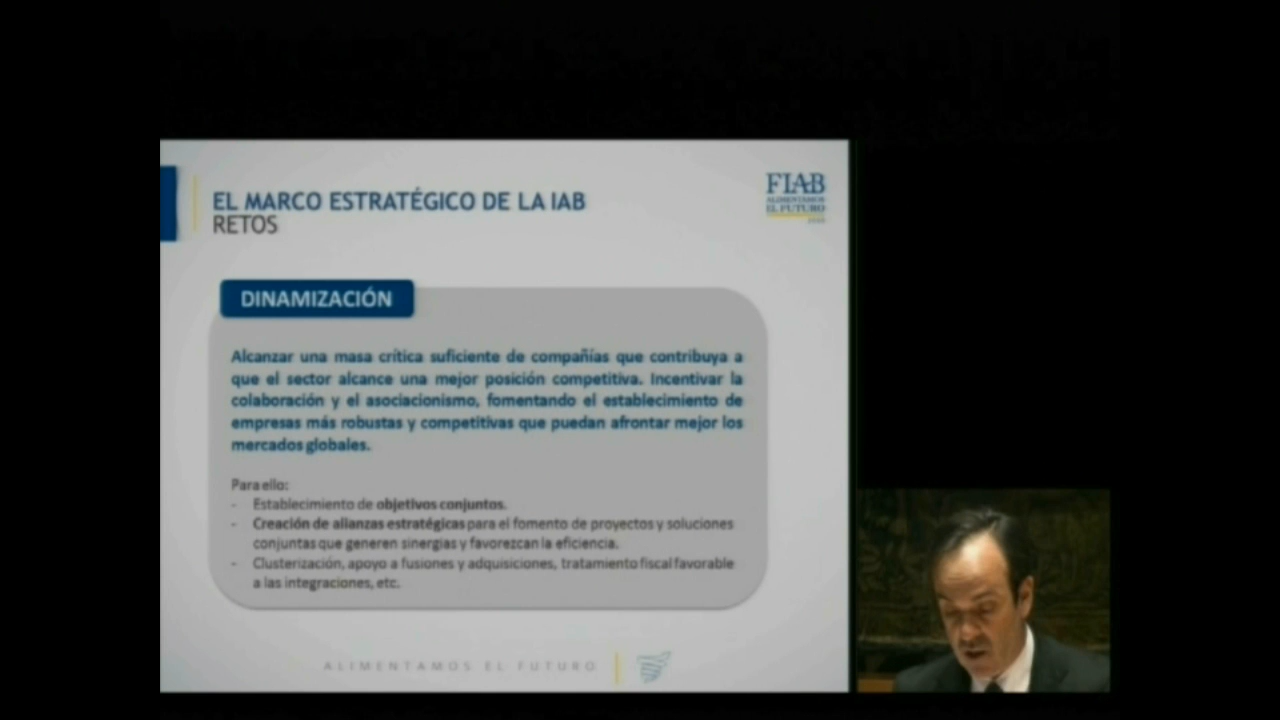 EL MARCO ESTRATÉGICO DE LA IAB
RETOS
FIAB
ALIMENTAMOS
EL FUTURO
DINAMIZACIÓN
Alcanzar una masa crítica suficiente de compañías que contribuya a
que el sector alcance una mejor posición competitiva. Incentivar la
colaboración y el asociacionismo, fomentando el establecimiento de
empresas más robustas y competitivas que puedan afrontar mejor los
mercados globales.
Para ello:
- Establecimiento de objetivos conjuntos.
- Creación de alianzas estratégicas para el fomento de proyectos y soluciones
conjuntas que generen sinergias y favorezcan la eficiencia.
- Clusterización, apoyo a fusiones y adquisiciones, tratamiento fiscal favorable
a las integraciones, etc.
ALIMENTAMOS EL FUTURO